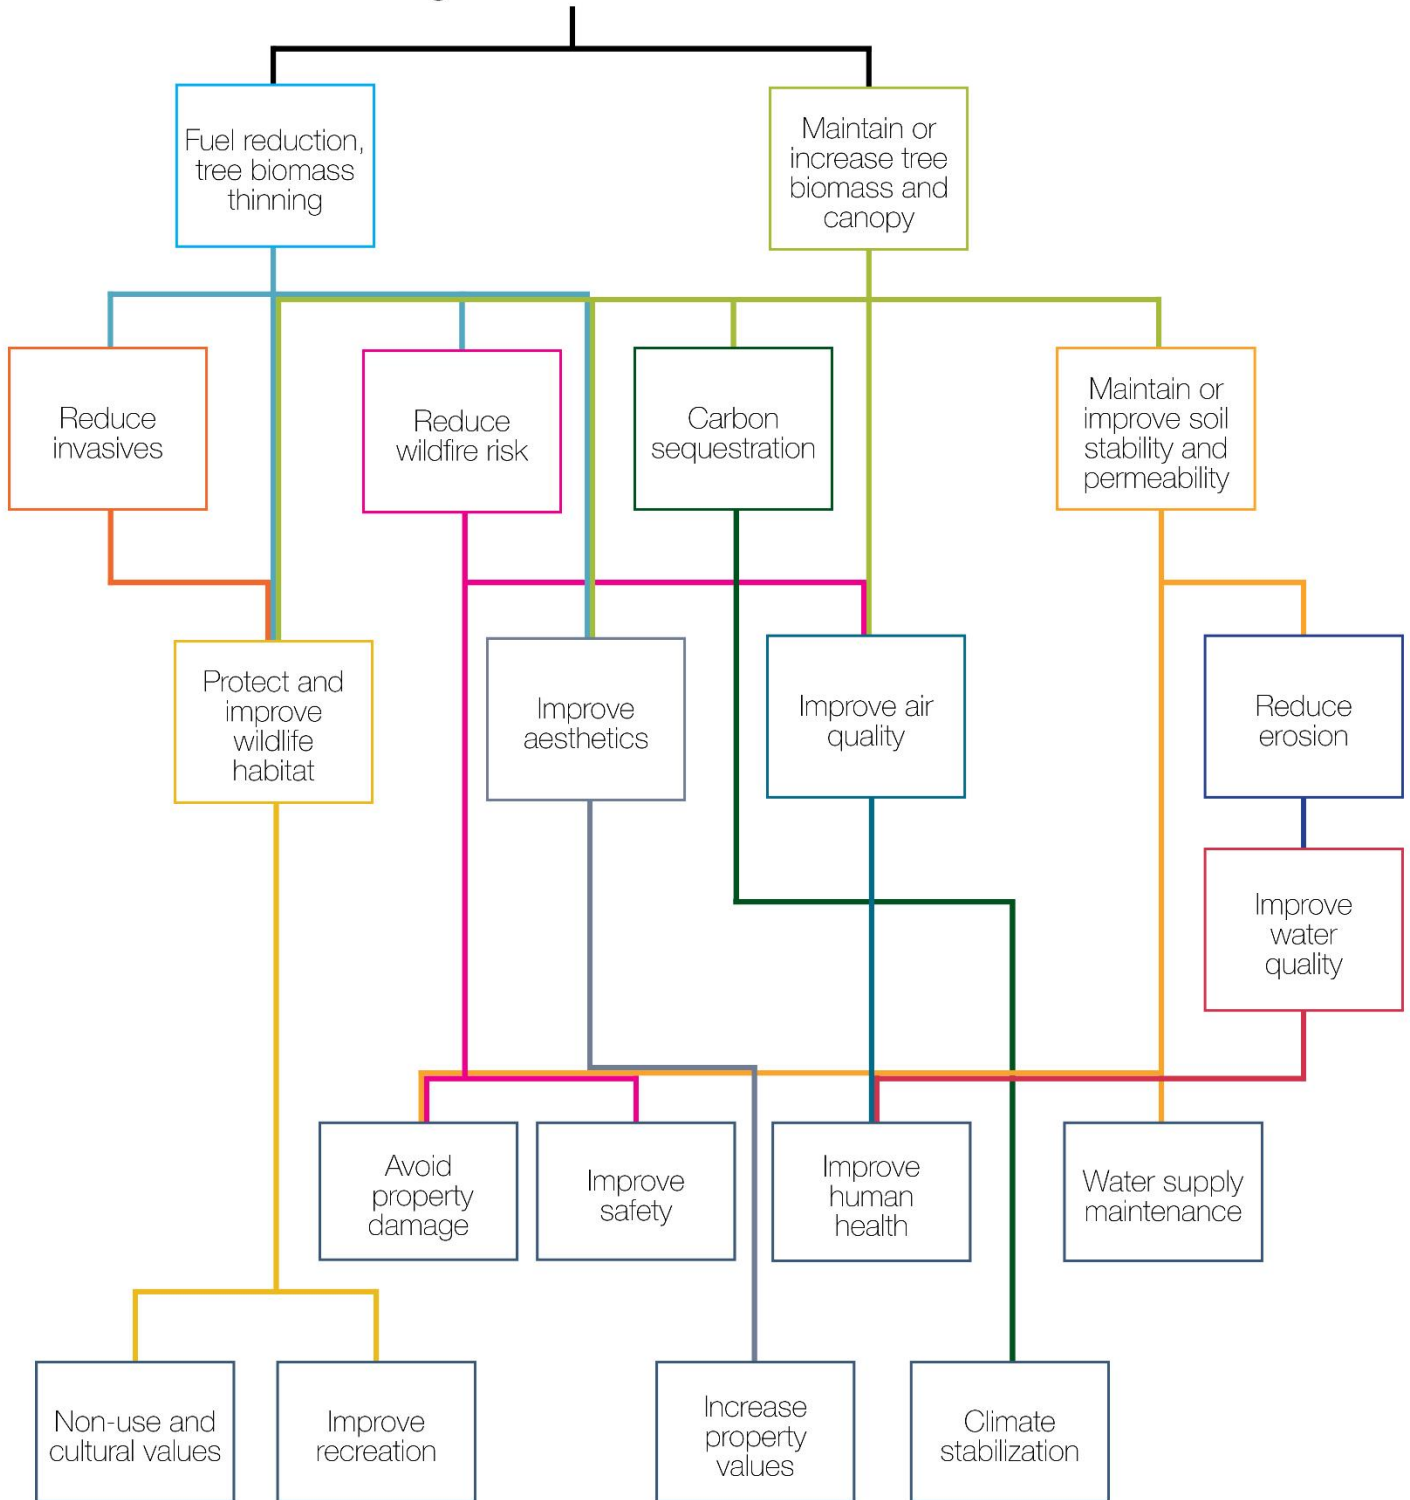 Fuel reduction,
tree biomass
thinning
Maintain or
increase tree
biomass and
canopy
Reduce
invasives
Reduce
wildfire risk
Carbon
sequestration
Maintain or
improve soil
stability and
permeability
Protect and
improve
wildlife
habitat
Improve
aesthetics
Improve air
quality
Reduce
erosion
Improve
water
quality
Avoid
property
damage
Improve
safety
Improve
human
health
Water supply
maintenance
Non-use and
cultural values
Improve
recreation
Increase
property
values
Climate
stabilization